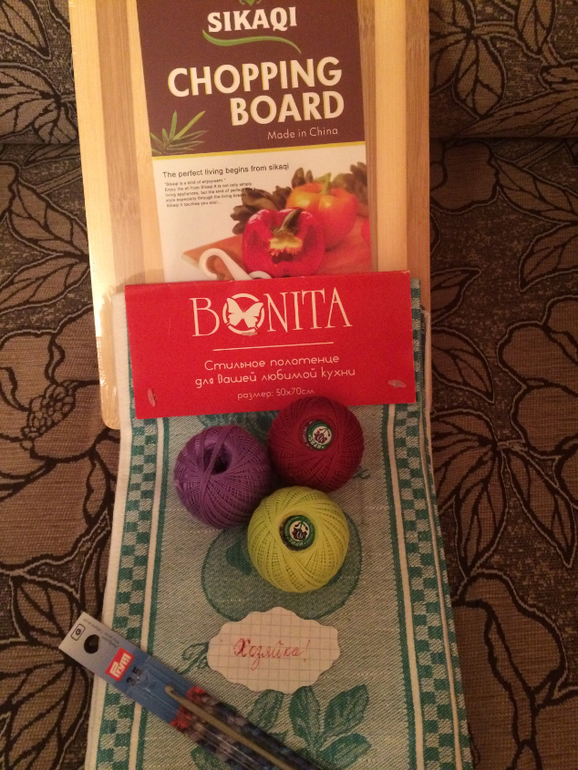 SIKAQI
CHOPPING
BOARD
Made in China
The perfect living begins from sikaqi
BONITA
Стильное полотенце
для Вашей любимой кухни
размер: 50х70см.
Хозяйка!
Prym